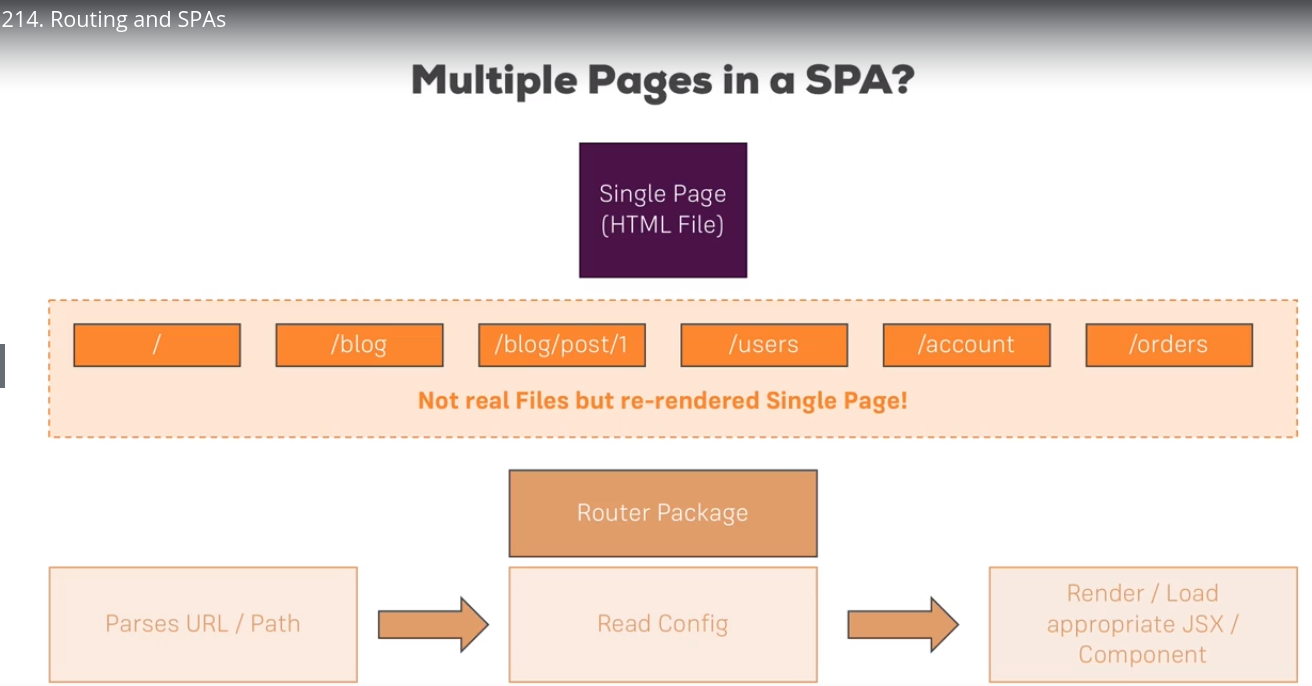 214. Routing and SPAs
Multiple Pages in a SPA?
Single Page
(HTML File)
/
/blog
/blog/post/1
/users
/account
/orders
Not real Files but re-rendered Single Page!
Router Package
Parses URL / Path
Read Config
Render / Load
appropriate JSX /
Component